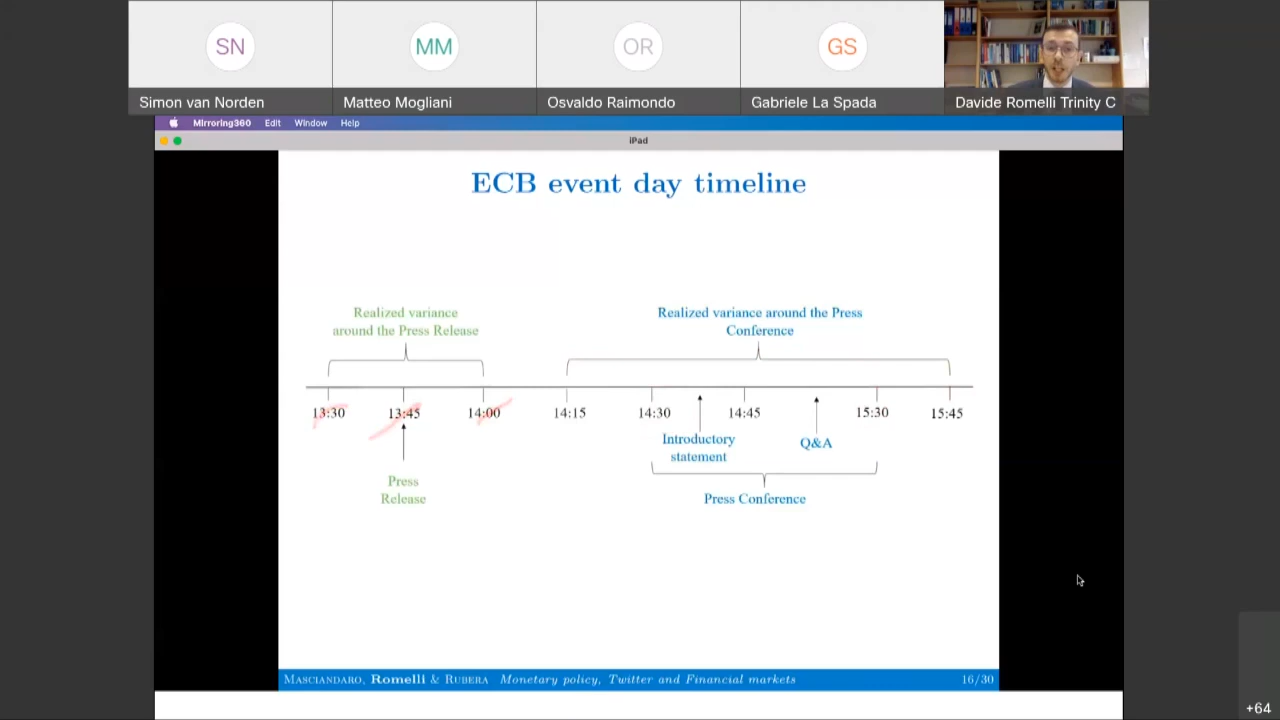 SN
MM
OR
GS
Simon van Norden
Matteo Mogliani
Osvaldo Raimondo
Gabriele La Spada
Davide Romelli Trinity C
Mirroring360 Edit Window Help
iPad
ECB event day timeline
Realized variance
around the Press Release
Realized variance around the Press
Conference
13:30 13:45 14:00 14:15 14:30 14:45 15:30 15:45
Introductory
statement
Q&A
Press
Release
Press Conference
Masciandaro, Romelli & Rubera Monetary policy, Twitter and Financial markets 16/30
+64